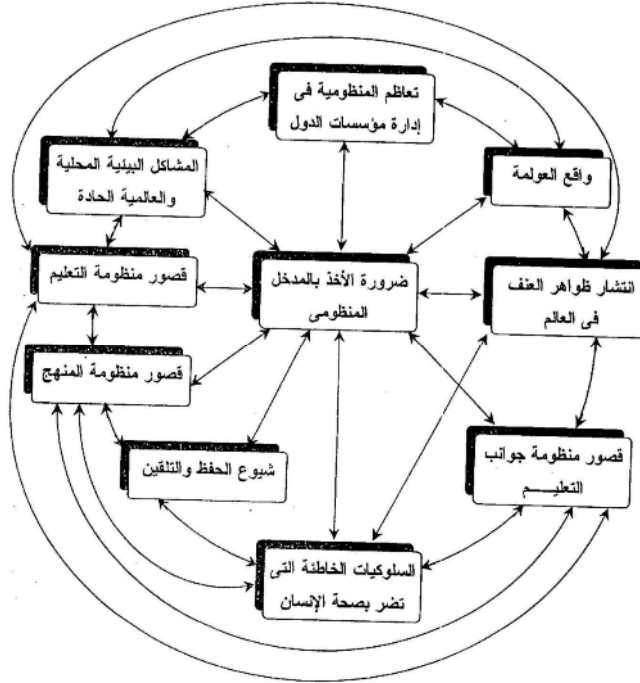 تعاظم المنظومية فى
إدارة مؤسسات الدول
المشاكل البيئية المحلية
والعالمية الحادة
واقع العولمة
قصور منظومة التعليم
ضرورة الأخذ بالمدخل
المنظومى
انتشار ظواهر العنف
فى العالم
قصور منظومة المنهج
شيوع الحفظ والتلقين
قصور منظومة جوانب
التعليـــــم
السلوكيات الخاطئة التى
تضر بصحة الإنسان